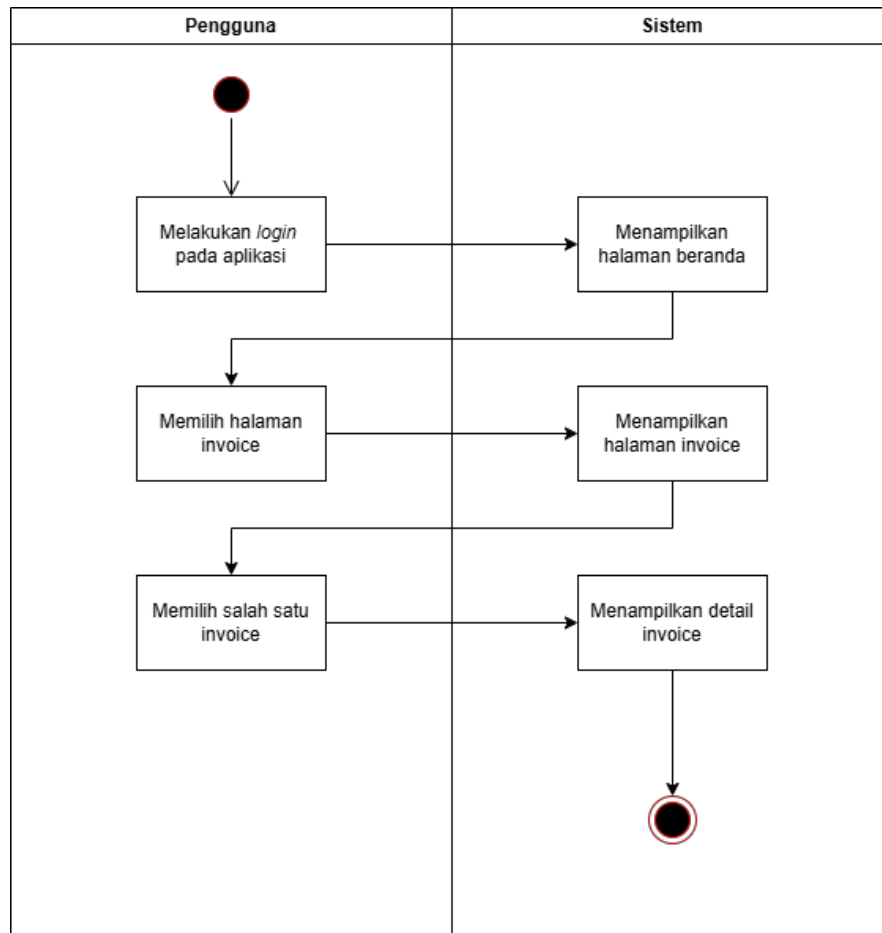 Pengguna
Sistem
Melakukan login
pada aplikasi
Menampilkan
halaman beranda
Memilih halaman
invoice
Menampilkan
halaman invoice
Memilih salah satu
invoice
Menampilkan detail
invoice